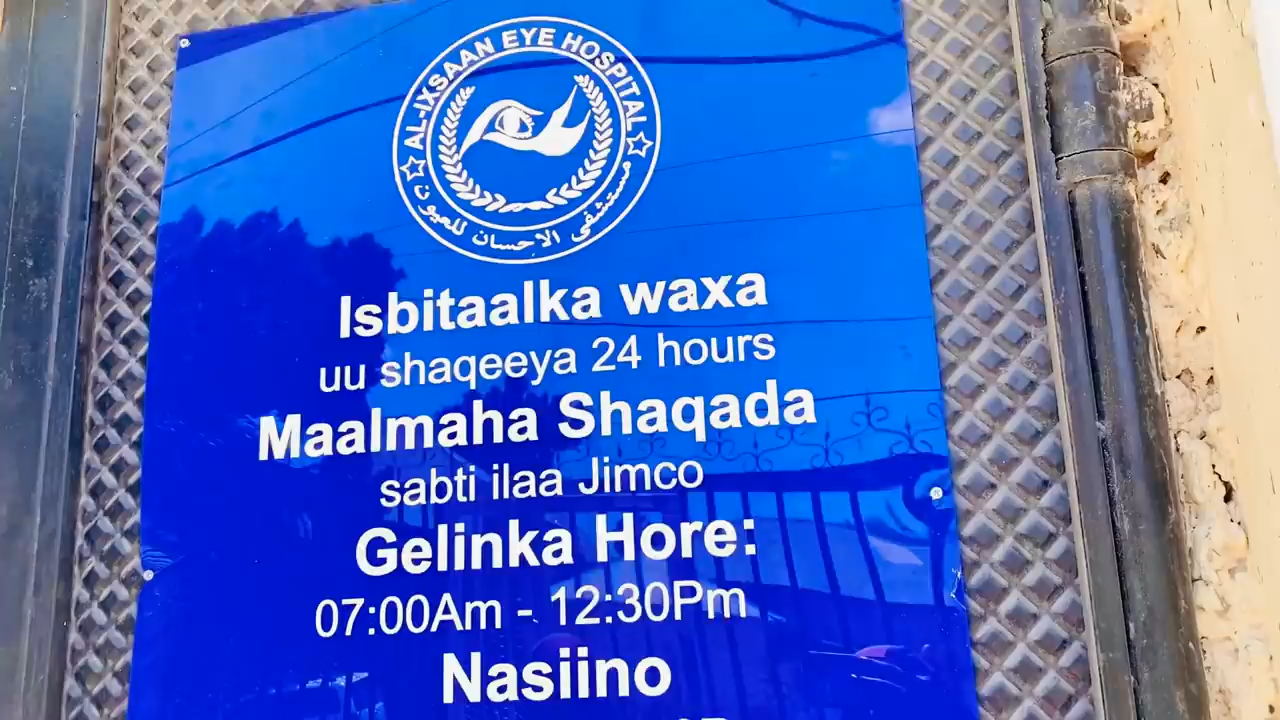 AL-IXSAAN EYE HOSPITAL
مستشفى الاحسان للعيون
Isbitaalka waxa
uu shaqeeya 24 hours
Maalmaha Shaqada
sabti ilaa Jimco
Gelinka Hore:
07:00Am - 12:30Pm
Nasiino